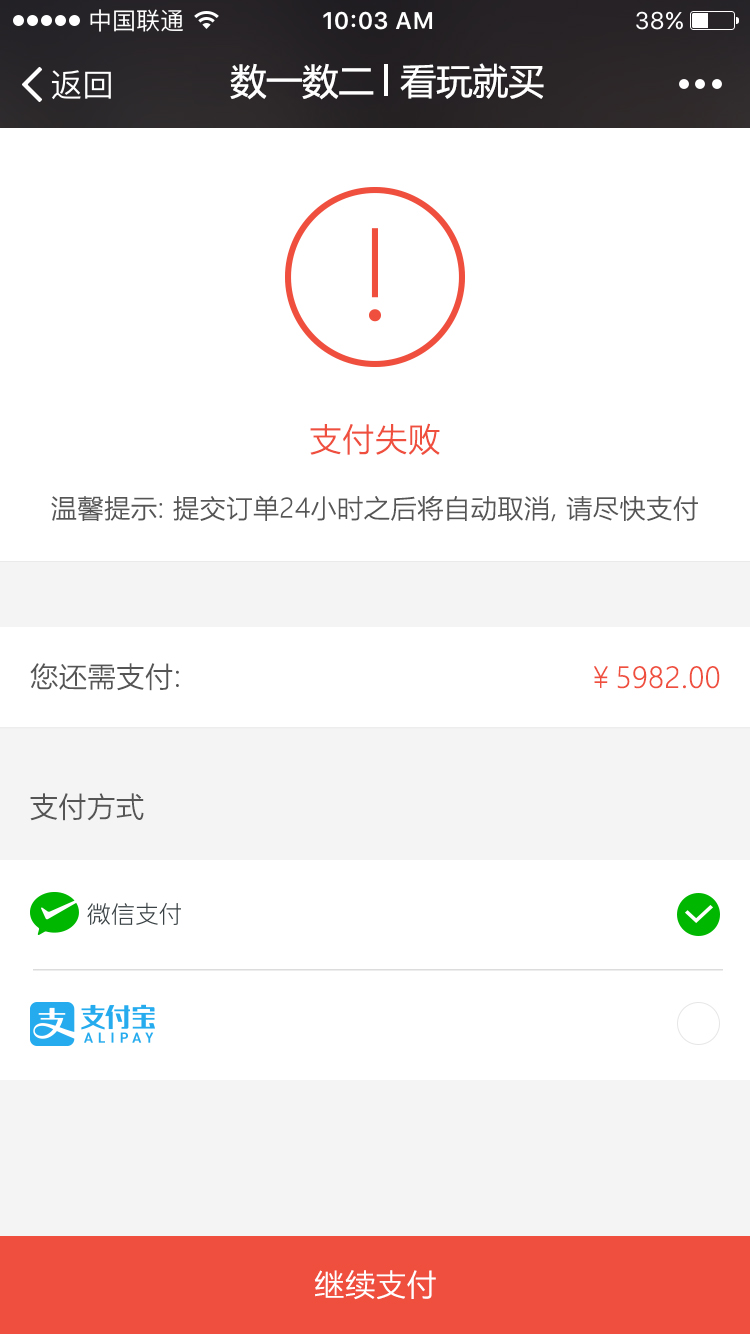 中国联通 10:03 AM 38%
返回 数一数二 | 看玩就买
支付失败
温馨提示: 提交订单24小时之后将自动取消, 请尽快支付
您还需支付: ¥ 5982.00
支付方式
微信支付
支 支付宝
ALIPAY
继续支付